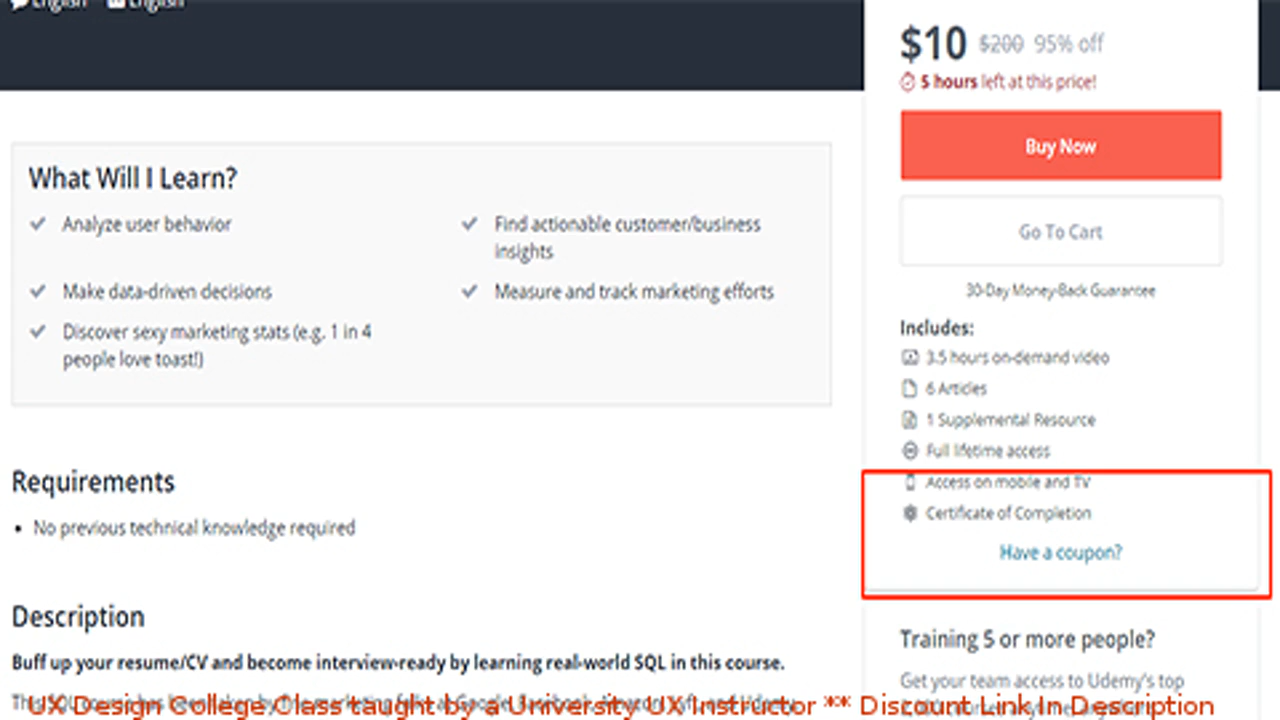 English English
$10 $200 95% off
5 hours left at this price!
Buy Now
Go To Cart
30-Day Money-Back Guarantee
Includes:
3.5 hours on-demand video
6 Articles
1 Supplemental Resource
Full lifetime access
Access on mobile and TV
Certificate of Completion
Have a coupon?
Training 5 or more people?
Get your team access to Udemy's top
What Will I Learn?
Analyze user behavior
Find actionable customer/business
insights
Make data-driven decisions
Measure and track marketing efforts
Discover sexy marketing stats (e.g. 1 in 4
people love toast!)
Requirements
• No previous technical knowledge required
Description
Buff up your resume/CV and become interview-ready by learning real-world SQL in this course.
UX Design College Class taught by a University UX Instructor ** Discount Link In Description